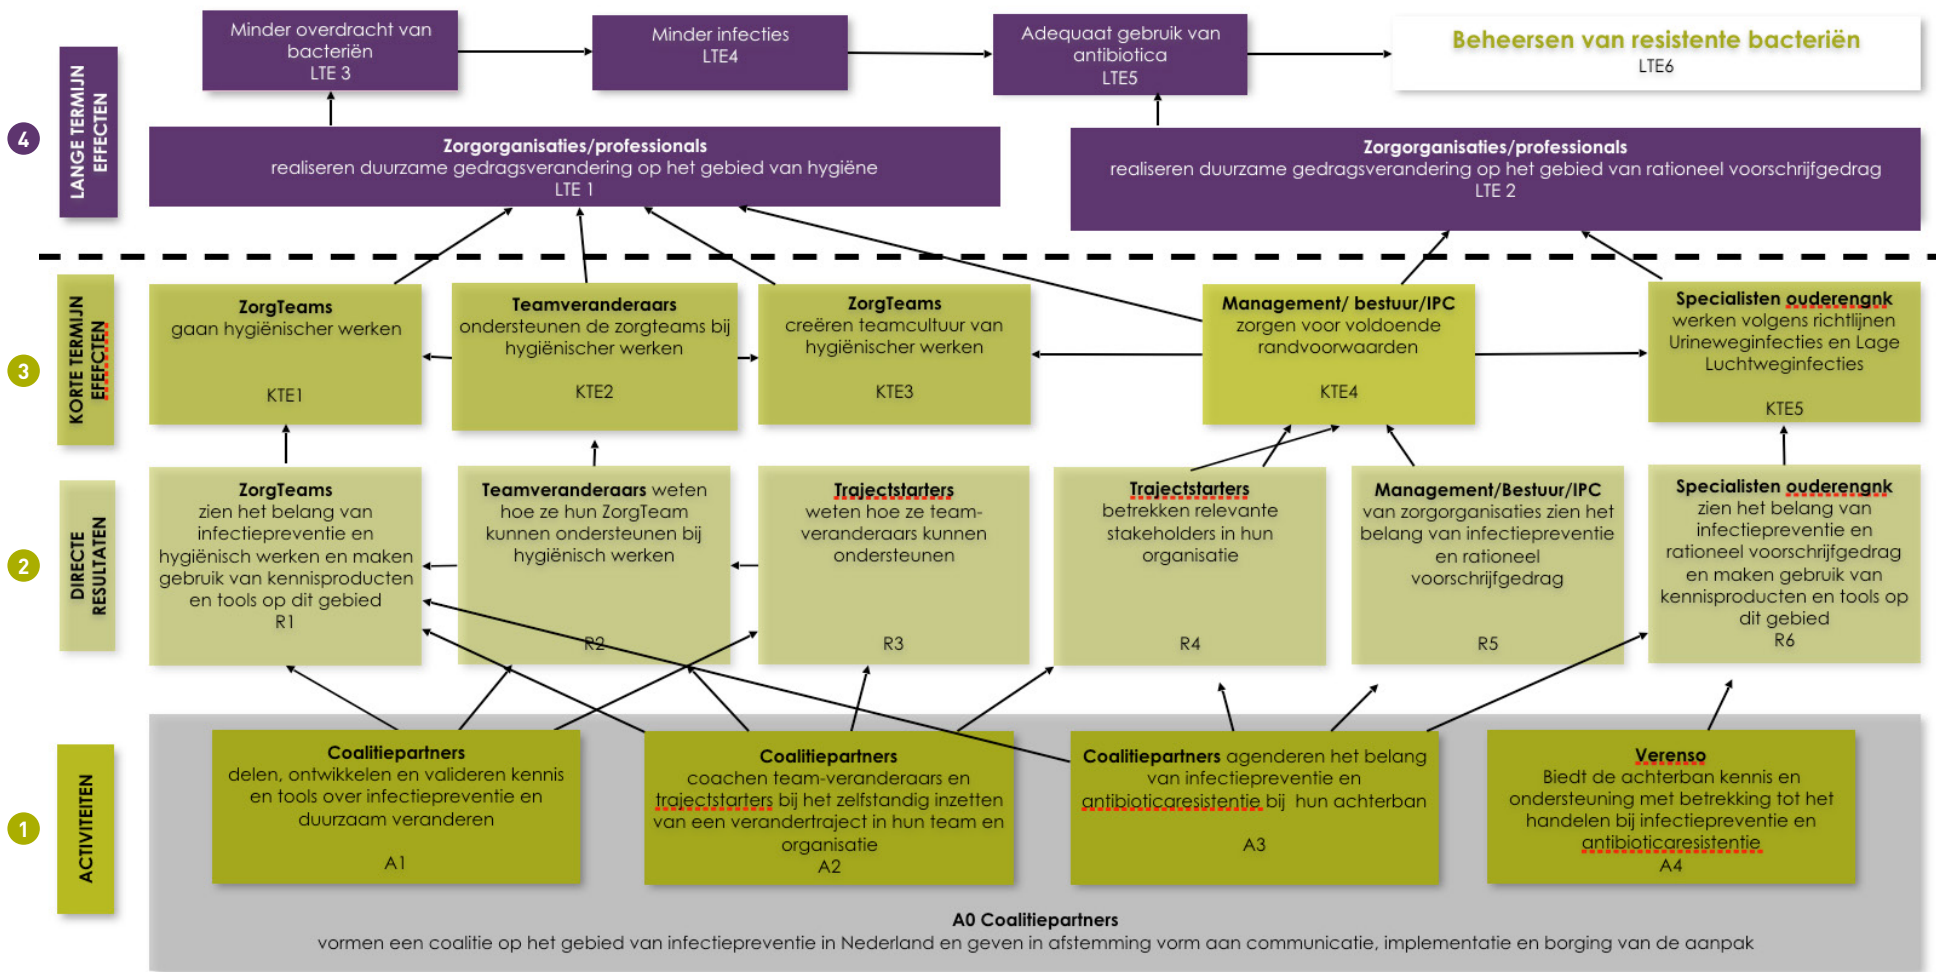 4
LANGE TERMIJN
EFFECTEN
Minder overdracht van
bacteriën
LTE 3
Minder infecties
LTE4
Adequaat gebruik van
antibiotica
LTE5
Beheersen van resistente bacteriën
LTE6
Zorgorganisaties/professionals
realiseren duurzame gedragsverandering op het gebied van hygiëne
LTE 1
Zorgorganisaties/professionals
realiseren duurzame gedragsverandering op het gebied van rationeel voorschrijfgedrag
LTE 2
3
KORTE TERMIJN
EFEFCTEN
ZorgTeams
gaan hygiënischer werken
KTE1
Teamveranderaars
ondersteunen de zorgteams bij
hygiënischer werken
KTE2
ZorgTeams
creëren teamcultuur van
hygiënischer werken
KTE3
Management/ bestuur/IPC
zorgen voor voldoende
randvoorwaarden
KTE4
Specialisten ouderengnk
werken volgens richtlijnen
Urineweginfecties en Lage
Luchtweginfecties
KTE5
2
DIRECTE
RESULTATEN
ZorgTeams
zien het belang van
infectiepreventie en
hygiënisch werken en maken
gebruik van kennisproducten
en tools op dit gebied
R1
Teamveranderaars weten
hoe ze hun ZorgTeam
kunnen ondersteunen bij
hygiënisch werken
R2
Trajectstarters
weten hoe ze team-
veranderaars kunnen
ondersteunen
R3
Trajectstarters
betrekken relevante
stakeholders in hun
organisatie
R4
Management/Bestuur/IPC
van zorgorganisaties zien het
belang van infectiepreventie
en rationeel
voorschrijfgedrag
R5
Specialisten ouderengnk
zien het belang van
infectiepreventie en
rationeel voorschrijfgedrag
en maken gebruik van
kennisproducten en tools op
dit gebied
R6
1
ACTIVITEITEN
Coalitiepartners
delen, ontwikkelen en valideren kennis
en tools over infectiepreventie en
duurzaam veranderen
A1
Coalitiepartners
coachen team-veranderaars en
trajectstarters bij het zelfstandig inzetten
van een verandertraject in hun team en
organisatie
A2
Coalitiepartners agenderen het belang
van infectiepreventie en
antibioticaresistentie bij hun achterban
A3
Verenso
Biedt de achterban kennis en
ondersteuning met betrekking tot het
handelen bij infectiepreventie en
antibioticaresistentie
A4
A0 Coalitiepartners
vormen een coalitie op het gebied van infectiepreventie in Nederland en geven in afstemming vorm aan communicatie, implementatie en borging van de aanpak